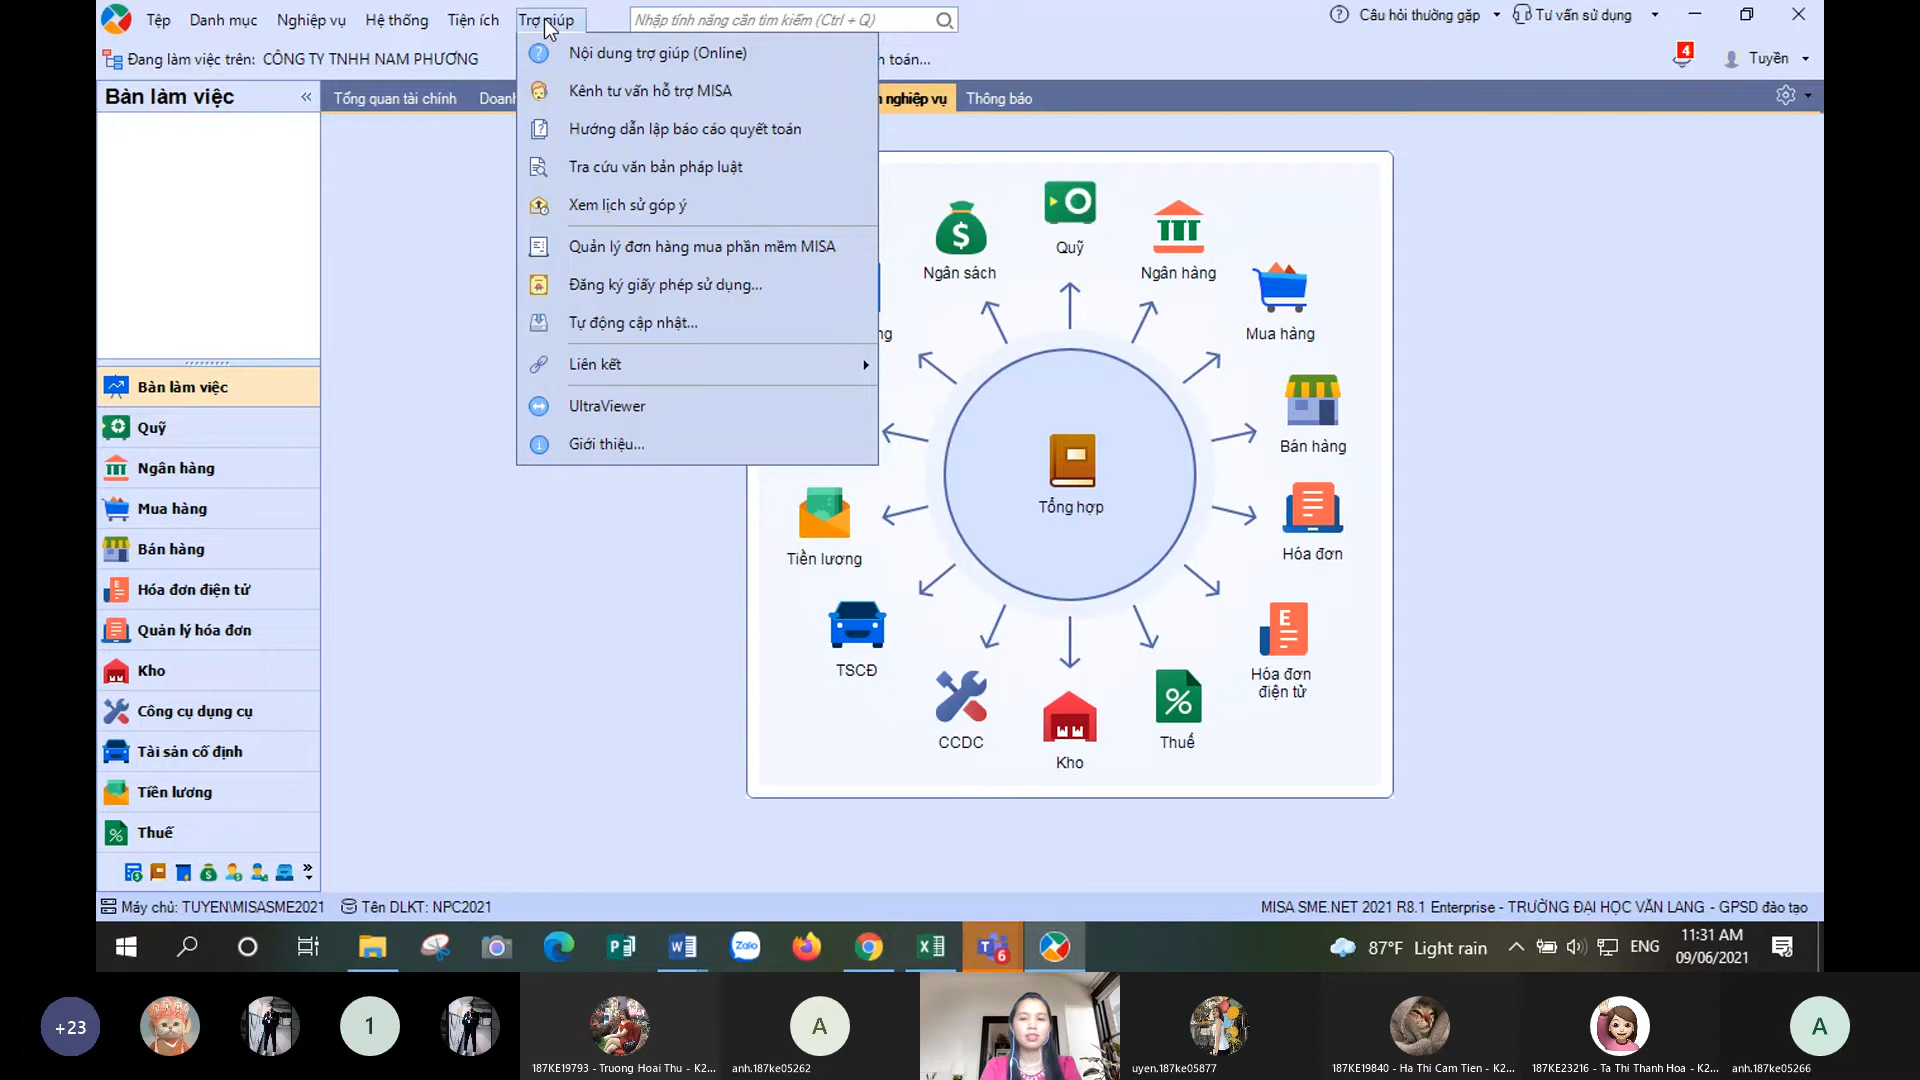 Tệp Danh mục Nghiệp vụ Hệ thống Tiện ích Trợ giúp Nhập tính năng cần tìm kiếm (Ctrl + Q) Câu hỏi thường gặp Tư vấn sử dụng
Đang làm việc trên: CÔNG TY TNHH NAM PHƯƠNG toán... 4 Tuyền
Bàn làm việc «
Tổng quan tài chính Doanh nghiệp vụ Thông báo
Nội dung trợ giúp (Online)
Kênh tư vấn hỗ trợ MISA
Hướng dẫn lập báo cáo quyết toán
Tra cứu văn bản pháp luật
Xem lịch sử góp ý
Quản lý đơn hàng mua phần mềm MISA
Đăng ký giấy phép sử dụng...
Tự động cập nhật...
Liên kết
UltraViewer
Giới thiệu...
Bàn làm việc
Quỹ
Ngân hàng
Mua hàng
Bán hàng
Hóa đơn điện tử
Quản lý hóa đơn
Kho
Công cụ dụng cụ
Tài sản cố định
Tiền lương
Thuế
Quỹ
Ngân sách
Ngân hàng
Mua hàng
ng
Bán hàng
Tổng hợp
Hóa đơn
Tiền lương
TSCĐ
Hóa đơn
điện tử
CCDC
Thuế
Kho
Máy chủ: TUYEN\MISASME2021 Tên DLKT: NPC2021 MISA SME.NET 2021 R8.1 Enterprise - TRƯỜNG ĐẠI HỌC VĂN LANG - GPSD đào tạo
Zalo 6 87°F Light rain ENG 11:31 AM
09/06/2021
+23 1 A A
187KE19793 - Truong Hoai Thu - K2... anh.187ke05262 uyen.187ke05877 187KE19840 - Ha Thi Cam Tien - K2... 187KE23216 - Ta Thi Thanh Hoa - K2... anh.187ke05266